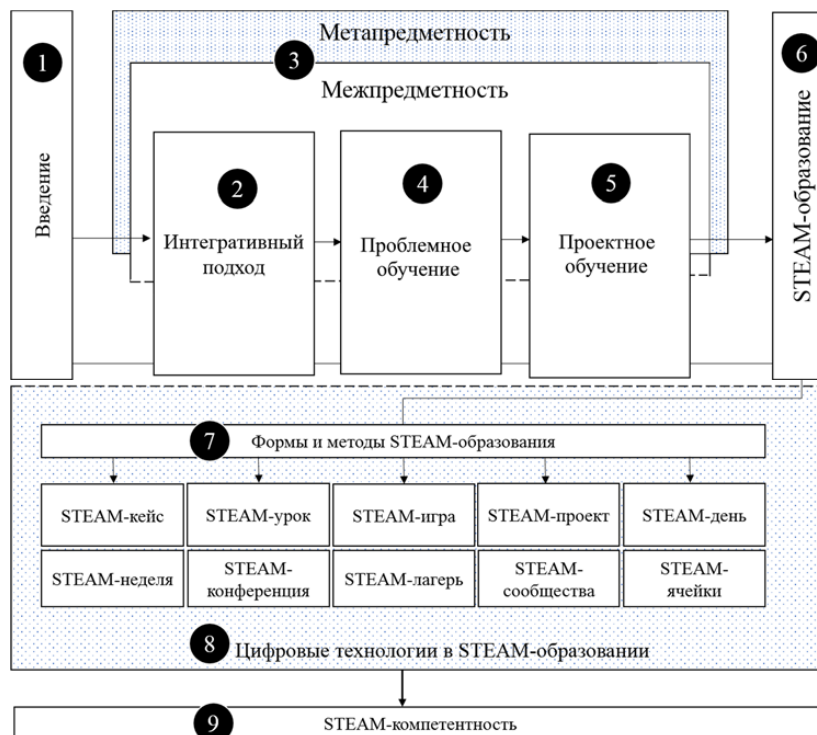 Метапредметность
1
3
6
Межпредметность
2
4
5
Введение
Интегративный
подход
Проблемное
обучение
Проектное
обучение
STEAM-образование
7
Формы и методы STEAM-образования
STEAM-кейс
STEAM-урок
STEAM-игра
STEAM-проект
STEAM-день
STEAM-неделя
STEAM-
конференция
STEAM-лагерь
STEAM-
сообщества
STEAM-
ячейки
8
Цифровые технологии в STEAM-образовании
9
STEAM-компетентность